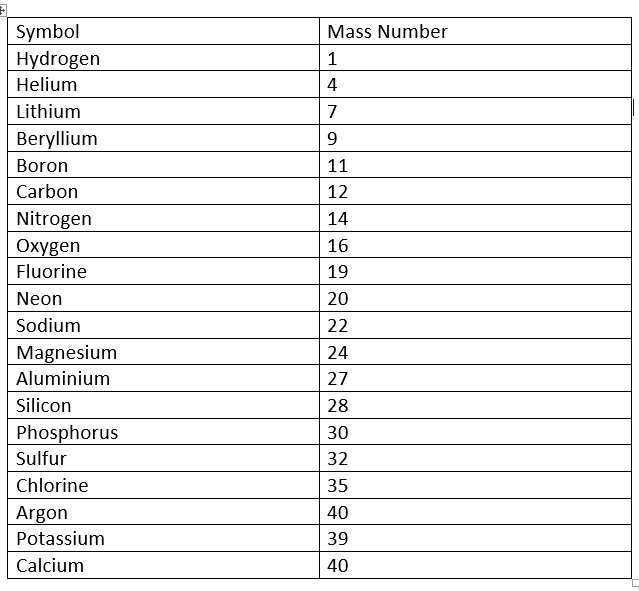 Symbol Mass Number
Hydrogen 1
Helium 4
Lithium 7
Beryllium 9
Boron 11
Carbon 12
Nitrogen 14
Oxygen 16
Fluorine 19
Neon 20
Sodium 22
Magnesium 24
Aluminium 27
Silicon 28
Phosphorus 30
Sulfur 32
Chlorine 35
Argon 40
Potassium 39
Calcium 40